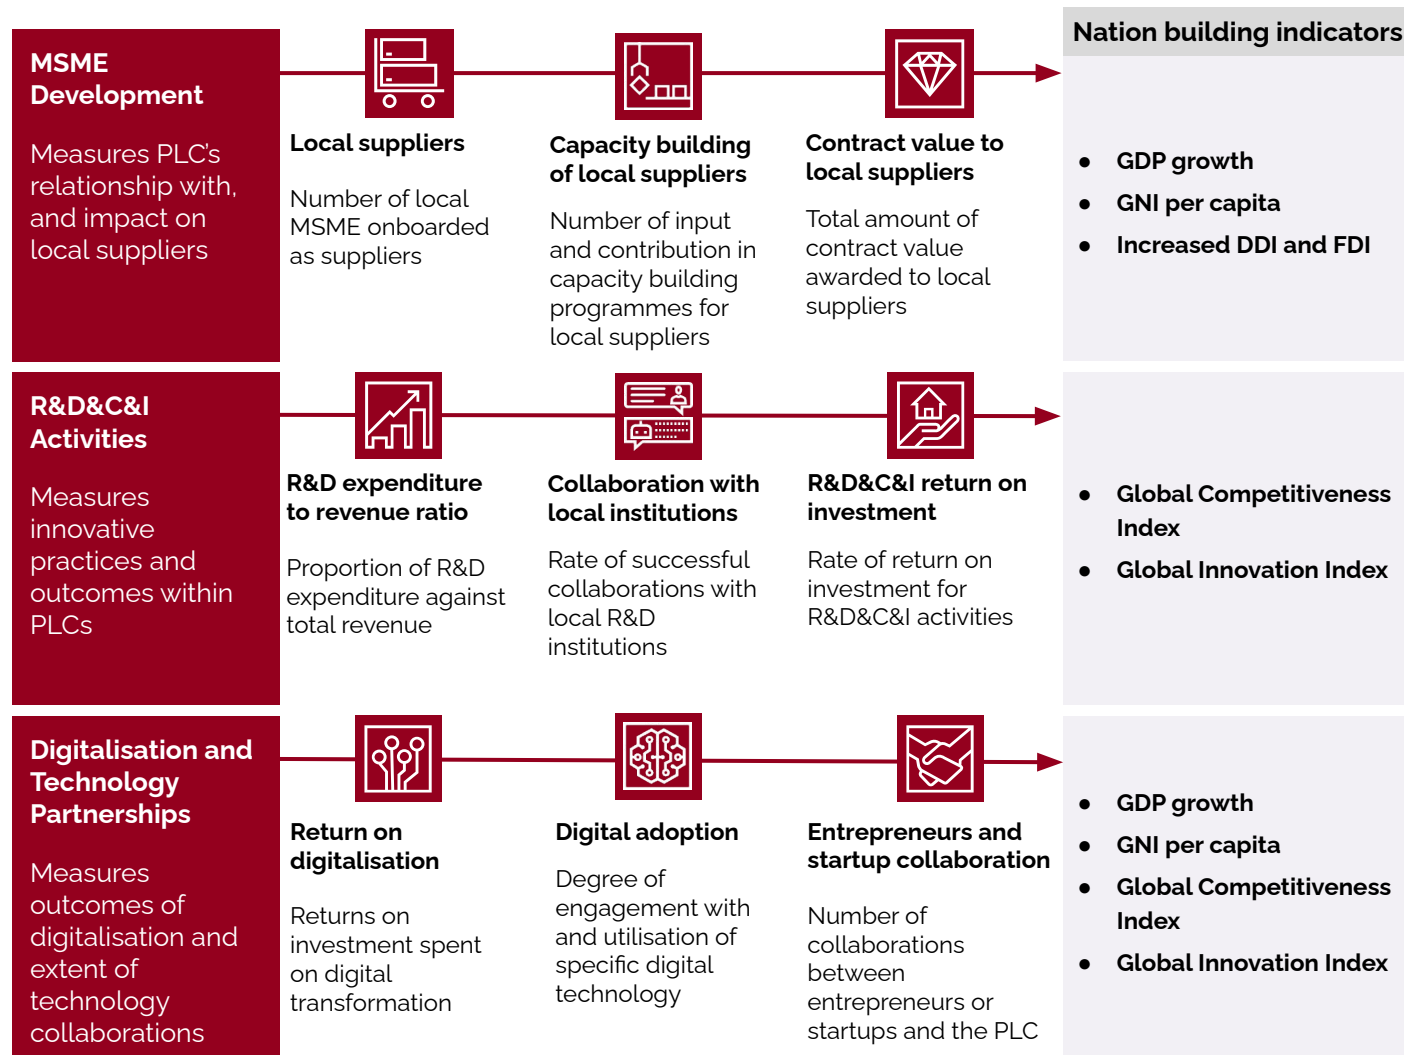 Nation building indicators
MSME
Development
Measures PLC's
relationship with,
and impact on
local suppliers
Local suppliers
Number of local
MSME onboarded
as suppliers
Capacity building
of local suppliers
Number of input
and contribution in
capacity building
programmes for
local suppliers
Contract value to
local suppliers
Total amount of
contract value
awarded to local
suppliers
● GDP growth
● GNI per capita
● Increased DDI and FDI
R&D&C&I
Activities
Measures
innovative
practices and
outcomes within
PLCs
R&D expenditure
to revenue ratio
Proportion of R&D
expenditure against
total revenue
Collaboration with
local institutions
Rate of successful
collaborations with
local R&D
institutions
R&D&C&I return on
investment
Rate of return on
investment for
R&D&C&I activities
● Global Competitiveness
Index
● Global Innovation Index
Digitalisation and
Technology
Partnerships
Measures
outcomes of
digitalisation and
extent of
technology
collaborations
Return on
digitalisation
Returns on
investment spent
on digital
transformation
Digital adoption
Degree of
engagement with
and utilisation of
specific digital
technology
Entrepreneurs and
startup collaboration
Number of
collaborations
between
entrepreneurs or
startups and the PLC
● GDP growth
● GNI per capita
● Global Competitiveness
Index
● Global Innovation Index